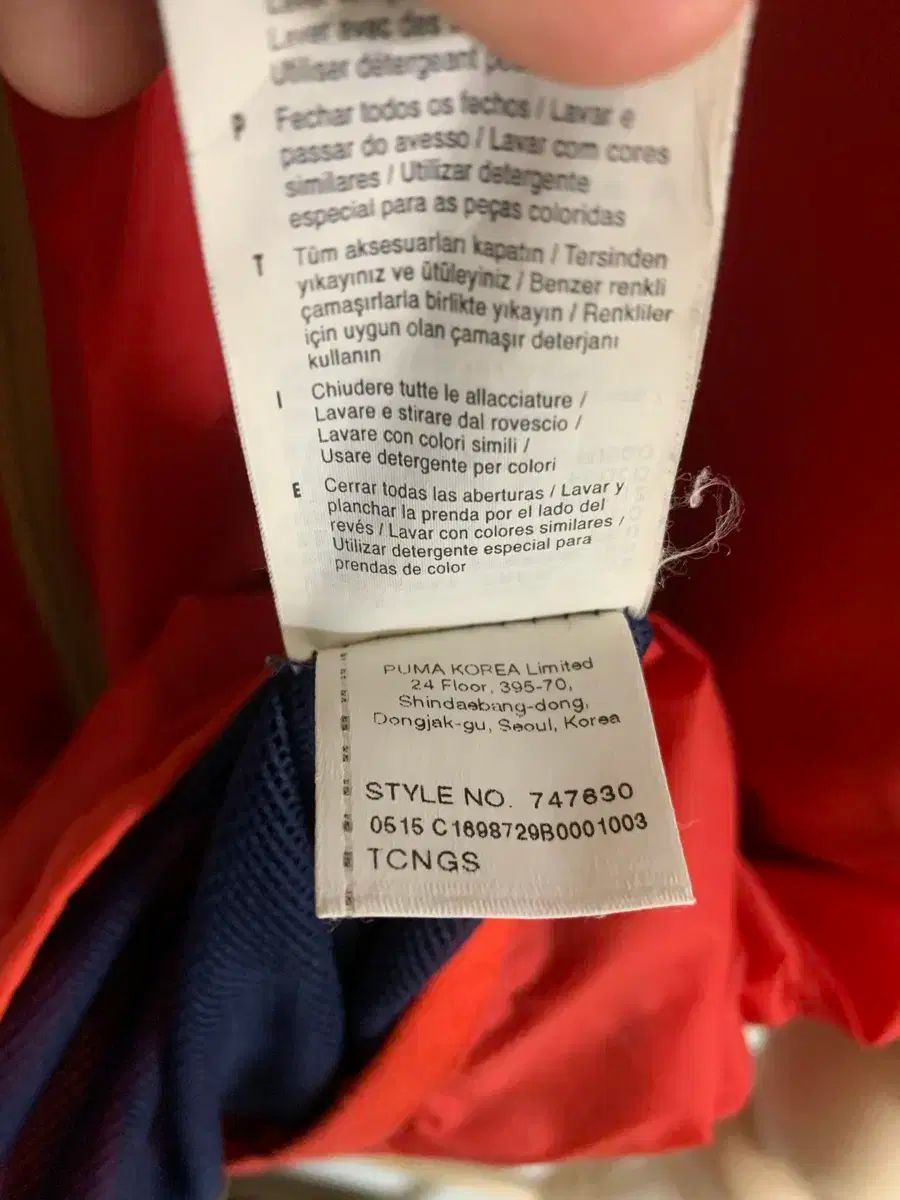 Laver avec des
Utiliser détergeant
P Fechar todos os fechos / Lavar e
passar do avesso / Lavar com cores
similares / Utilizar detergente
especial para as peças coloridas
T Tüm aksesuarları kapatın / Tersinden
yıkayınız ve ütüleyiniz / Benzer renkli
çamaşırlarla birlikte yıkayın / Renkliler
için uygun olan çamaşır deterjanı
kullanın
I Chiudere tutte le allacciature /
Lavare e stirare dal rovescio /
Lavare con colori simili /
Usare detergente per colori
E Cerrar todas las aberturas / Lavar y
planchar la prenda por el lado del
revés / Lavar con colores similares /
Utilizar detergente especial para
prendas de color
PUMA KOREA Limited
24 Floor, 395-70,
Shindaebang-dong,
Dongjak-gu, Seoul, Korea
STYLE NO. 747630
0515 C1698729B0001003
TCNGS